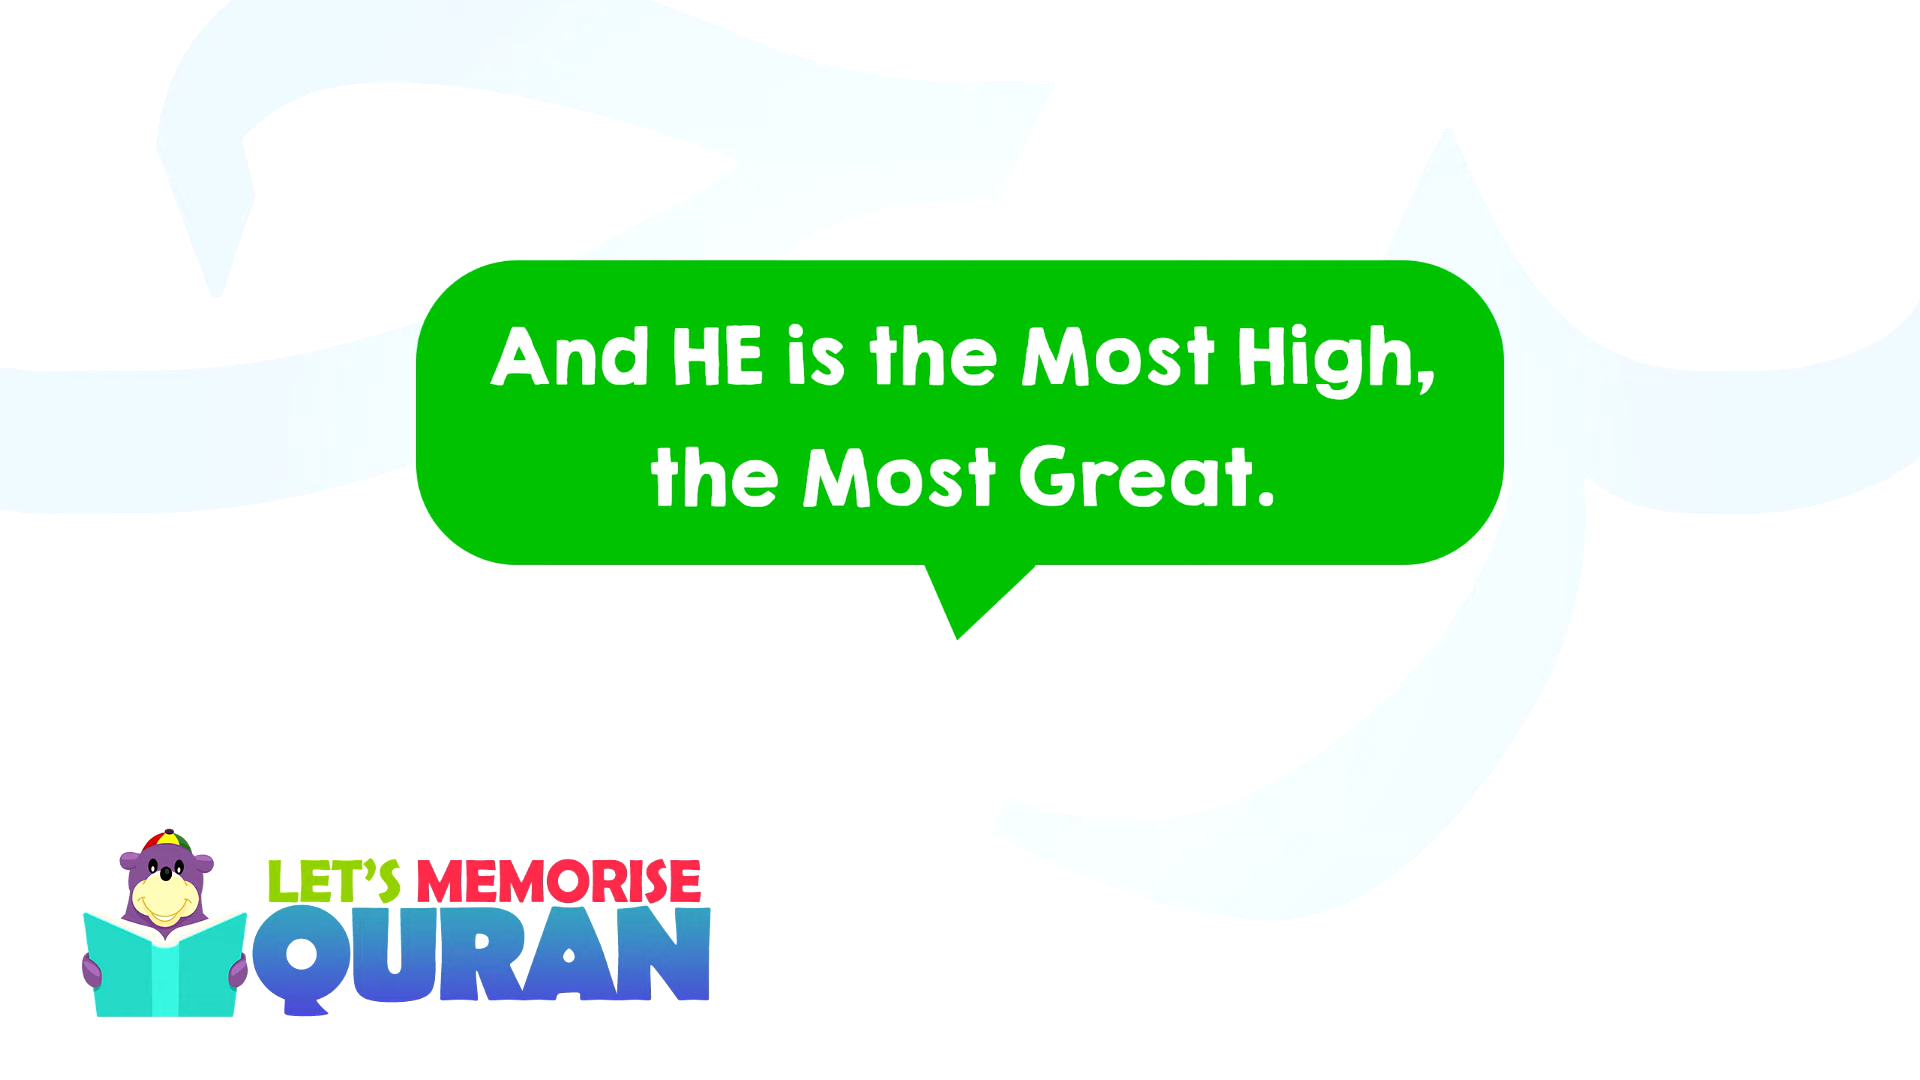 And HE is the Most High,
the Most Great.
LET'S MEMORISE
QURAN